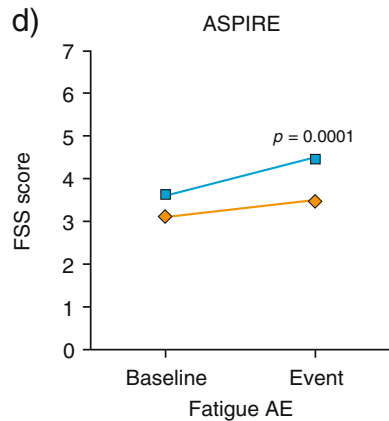 d)
ASPIRE
7
6
5
4
3
2
1
0
FSS score
p = 0.0001
Baseline
Event
Fatigue AE